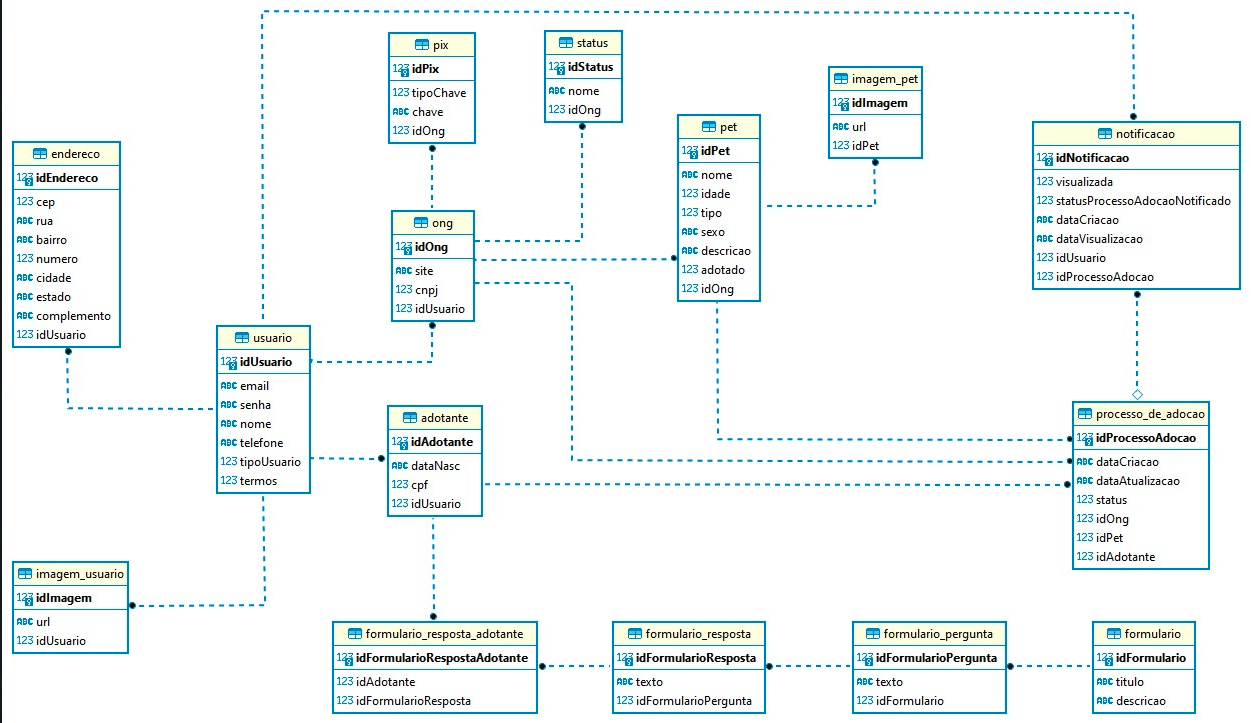 pix
123 idPix
123 tipoChave
ABC chave
123 idOng
status
123 idStatus
ABC nome
123 idOng
imagem_pet
123 idImagem
ABC url
123 idPet
pet
123 idPet
ABC nome
123 idade
123 tipo
ABC sexo
ABC descricao
123 adotado
123 idOng
notificacao
123 idNotificacao
123 visualizada
123 statusProcessoAdocaoNotificado
ABC dataCriacao
ABC dataVisualizacao
123 idUsuario
123 idProcessoAdocao
endereco
123 idEndereco
123 cep
ABC rua
ABC bairro
123 numero
ABC cidade
ABC estado
ABC complemento
123 idUsuario
ong
123 idOng
ABC site
123 cnpj
123 idUsuario
usuario
123 idUsuario
ABC email
ABC senha
ABC nome
ABC telefone
123 tipoUsuario
123 termos
adotante
123 idAdotante
ABC dataNasc
123 cpf
123 idUsuario
processo_de_adocao
123 idProcessoAdocao
ABC dataCriacao
ABC dataAtualizacao
123 status
123 idOng
123 idPet
123 idAdotante
imagem_usuario
123 idImagem
ABC url
123 idUsuario
formulario_resposta_adotante
123 idFormularioRespostaAdotante
123 idAdotante
123 idFormularioResposta
formulario_resposta
123 idFormularioResposta
ABC texto
123 idFormularioPergunta
formulario_pergunta
123 idFormularioPergunta
ABC texto
123 idFormulario
formulario
123 idFormulario
ABC titulo
ABC descricao